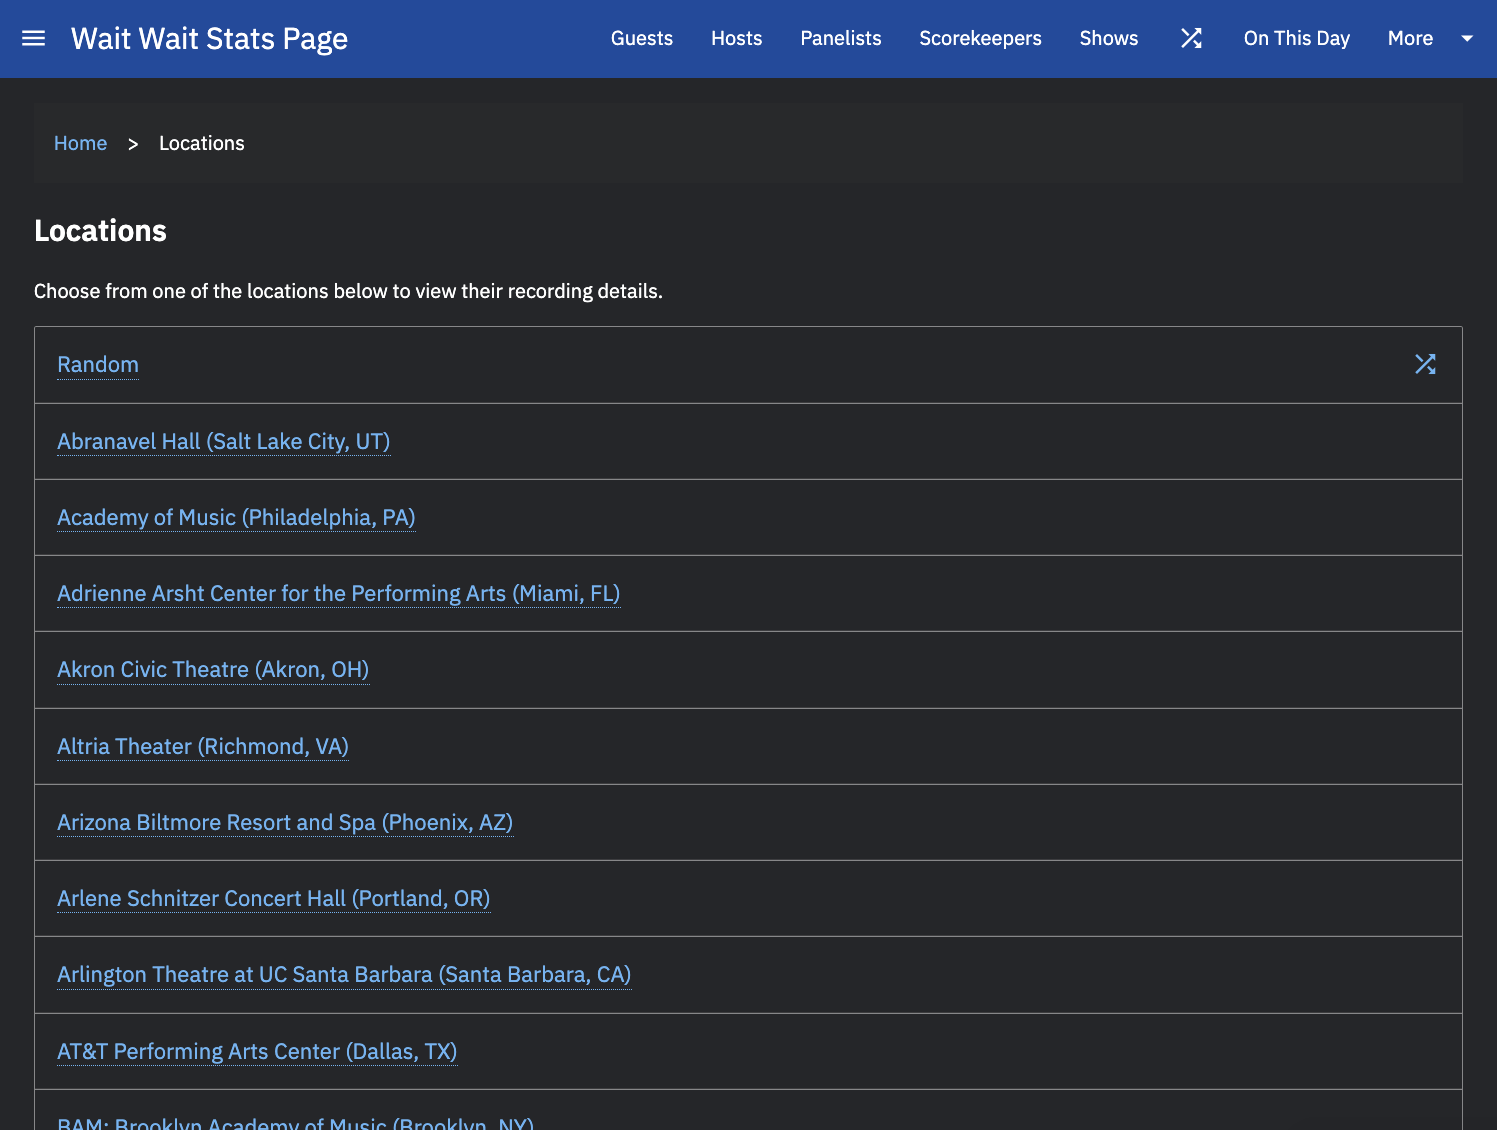 Wait Wait Stats Page
Guests Hosts Panelists Scorekeepers Shows On This Day More
Home > Locations
Locations
Choose from one of the locations below to view their recording details.
Random
Abranavel Hall (Salt Lake City, UT)
Academy of Music (Philadelphia, PA)
Adrienne Arsht Center for the Performing Arts (Miami, FL)
Akron Civic Theatre (Akron, OH)
Altria Theater (Richmond, VA)
Arizona Biltmore Resort and Spa (Phoenix, AZ)
Arlene Schnitzer Concert Hall (Portland, OR)
Arlington Theatre at UC Santa Barbara (Santa Barbara, CA)
AT&T Performing Arts Center (Dallas, TX)
BAM: Brooklyn Academy of Music (Brooklyn, NY)